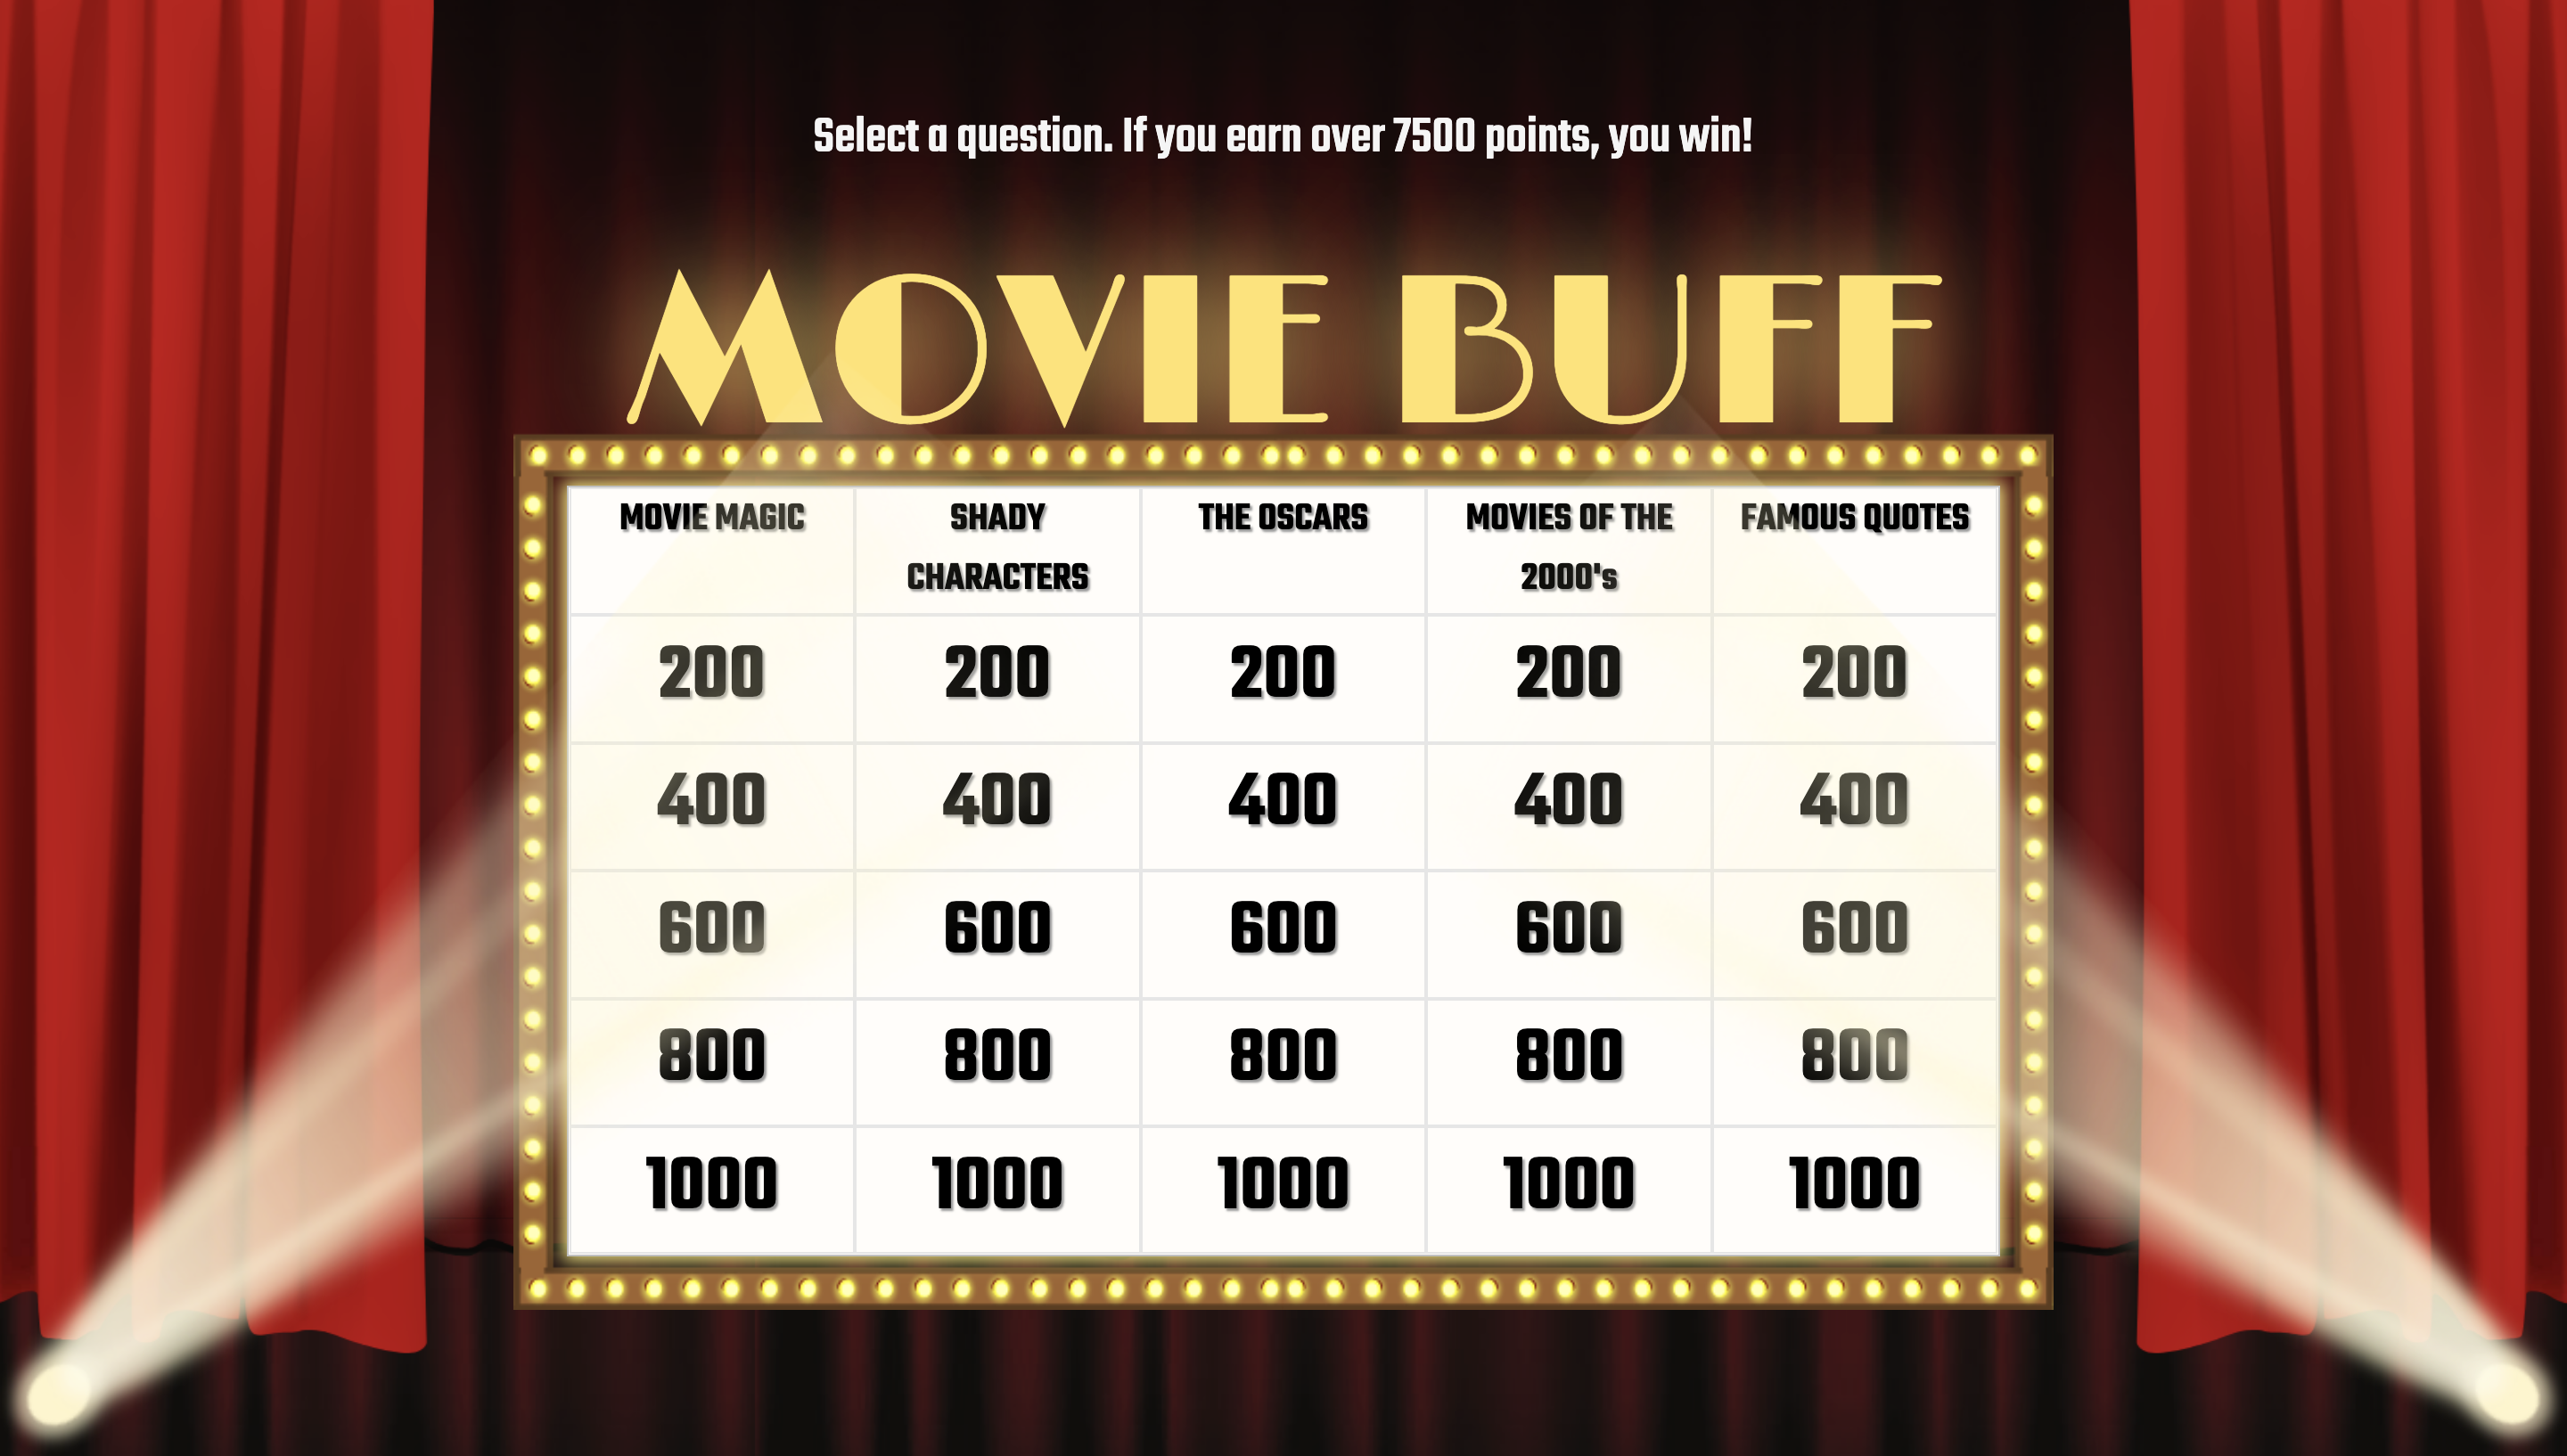 Select a question. If you earn over 7500 points, you win!
MOVIE BUFF
MOVIE MAGIC SHADY THE OSCARS MOVIES OF THE FAMOUS QUOTES
CHARACTERS 2000's
200 200 200 200 200
400 400 400 400 400
600 600 600 600 600
800 800 800 800 800
1000 1000 1000 1000 1000